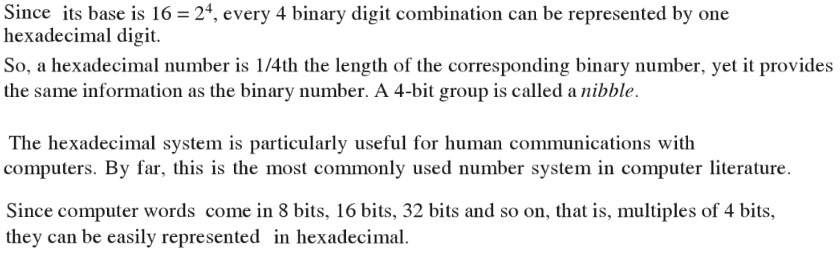 Since its base is 16 = 2⁴, every 4 binary digit combination can be represented by one
hexadecimal digit.
So, a hexadecimal number is 1/4th the length of the corresponding binary number, yet it provides
the same information as the binary number. A 4-bit group is called a nibble.
The hexadecimal system is particularly useful for human communications with
computers. By far, this is the most commonly used number system in computer literature.
Since computer words come in 8 bits, 16 bits, 32 bits and so on, that is, multiples of 4 bits,
they can be easily represented in hexadecimal.